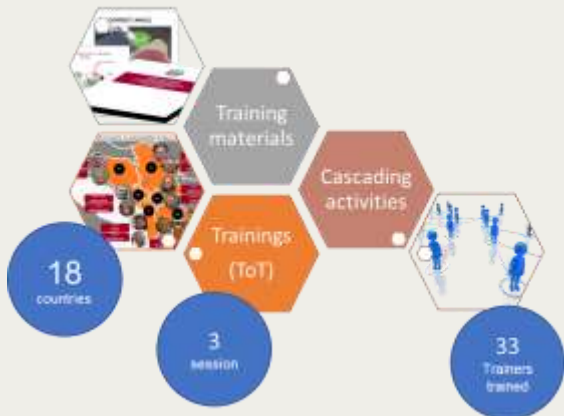 Training
materials
Cascading
activities
Trainings
(ToT)
18
countries
3
session
33
Trainers
trained